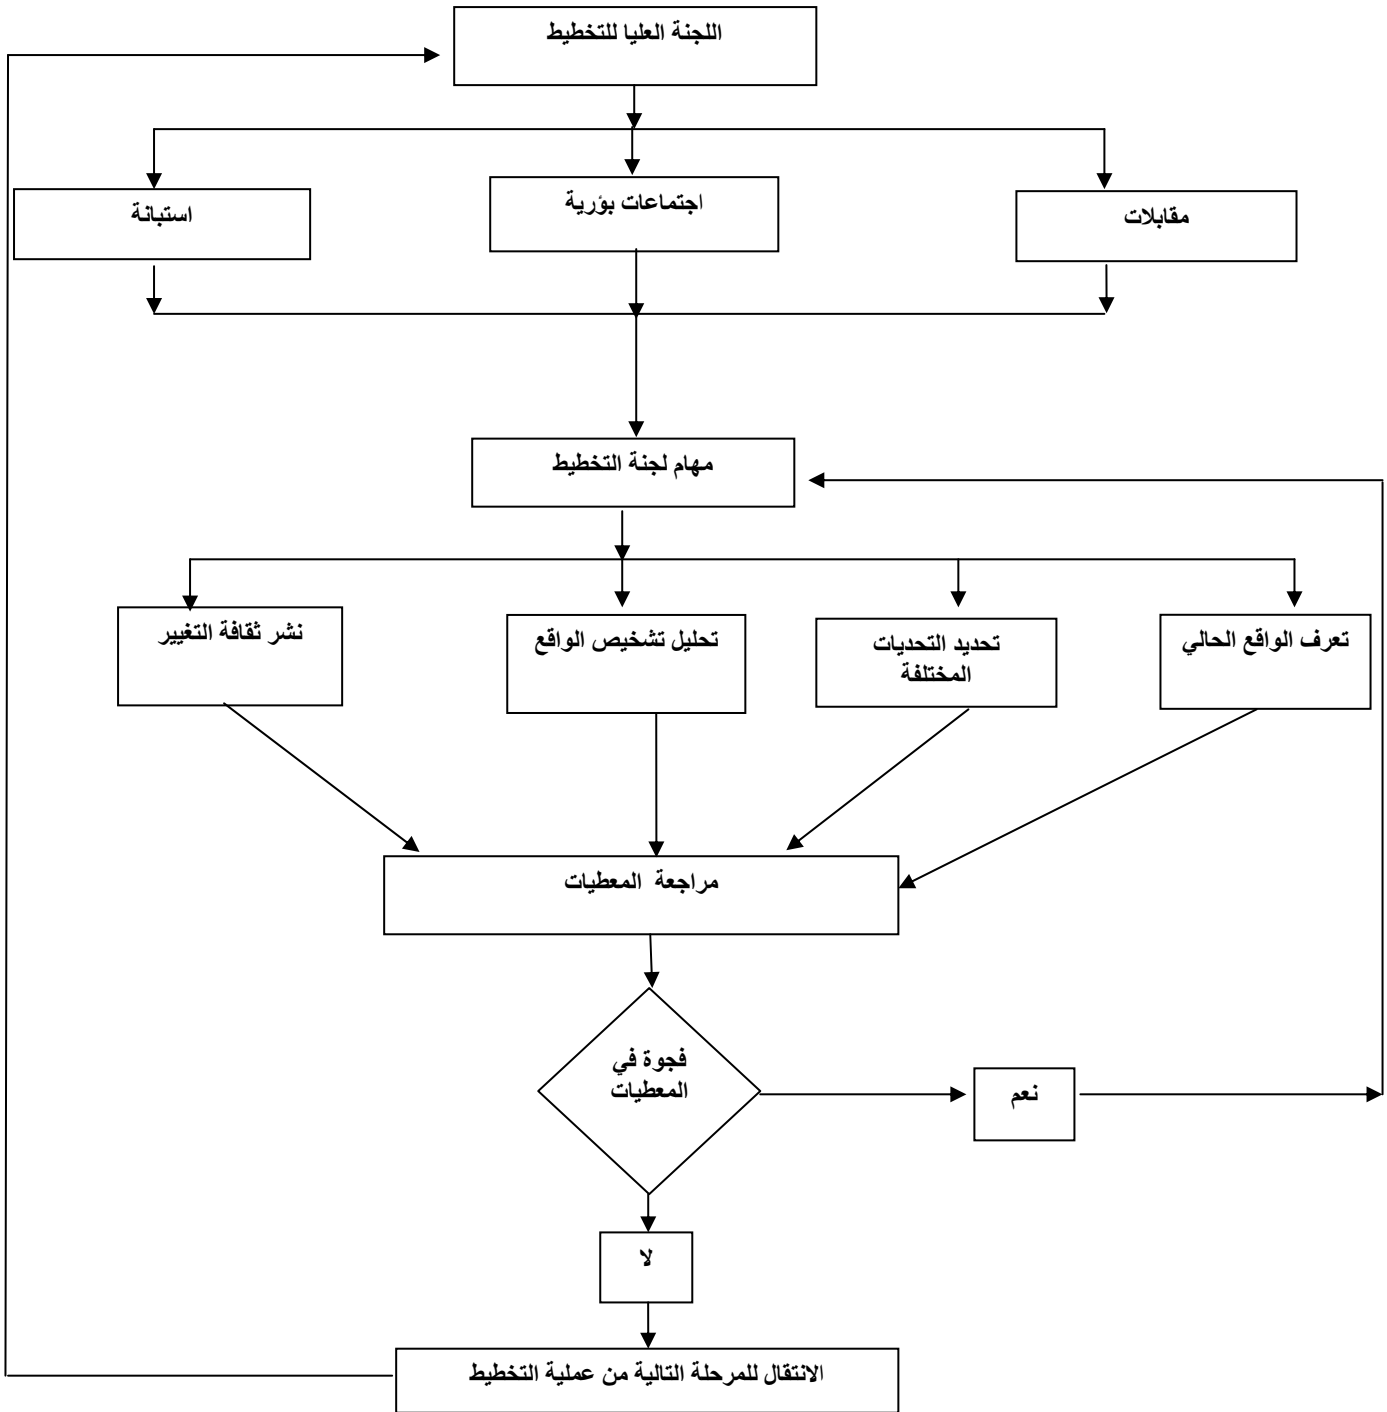 اللجنة العليا للتخطيط
مقابلات
اجتماعات بؤرية
استبانة
مهام لجنة التخطيط
تعرف الواقع الحالي
تحديد التحديات
المختلفة
تحليل تشخيص الواقع
نشر ثقافة التغيير
مراجعة المعطيات
فجوة في
المعطيات
نعم
لا
الانتقال للمرحلة التالية من عملية التخطيط